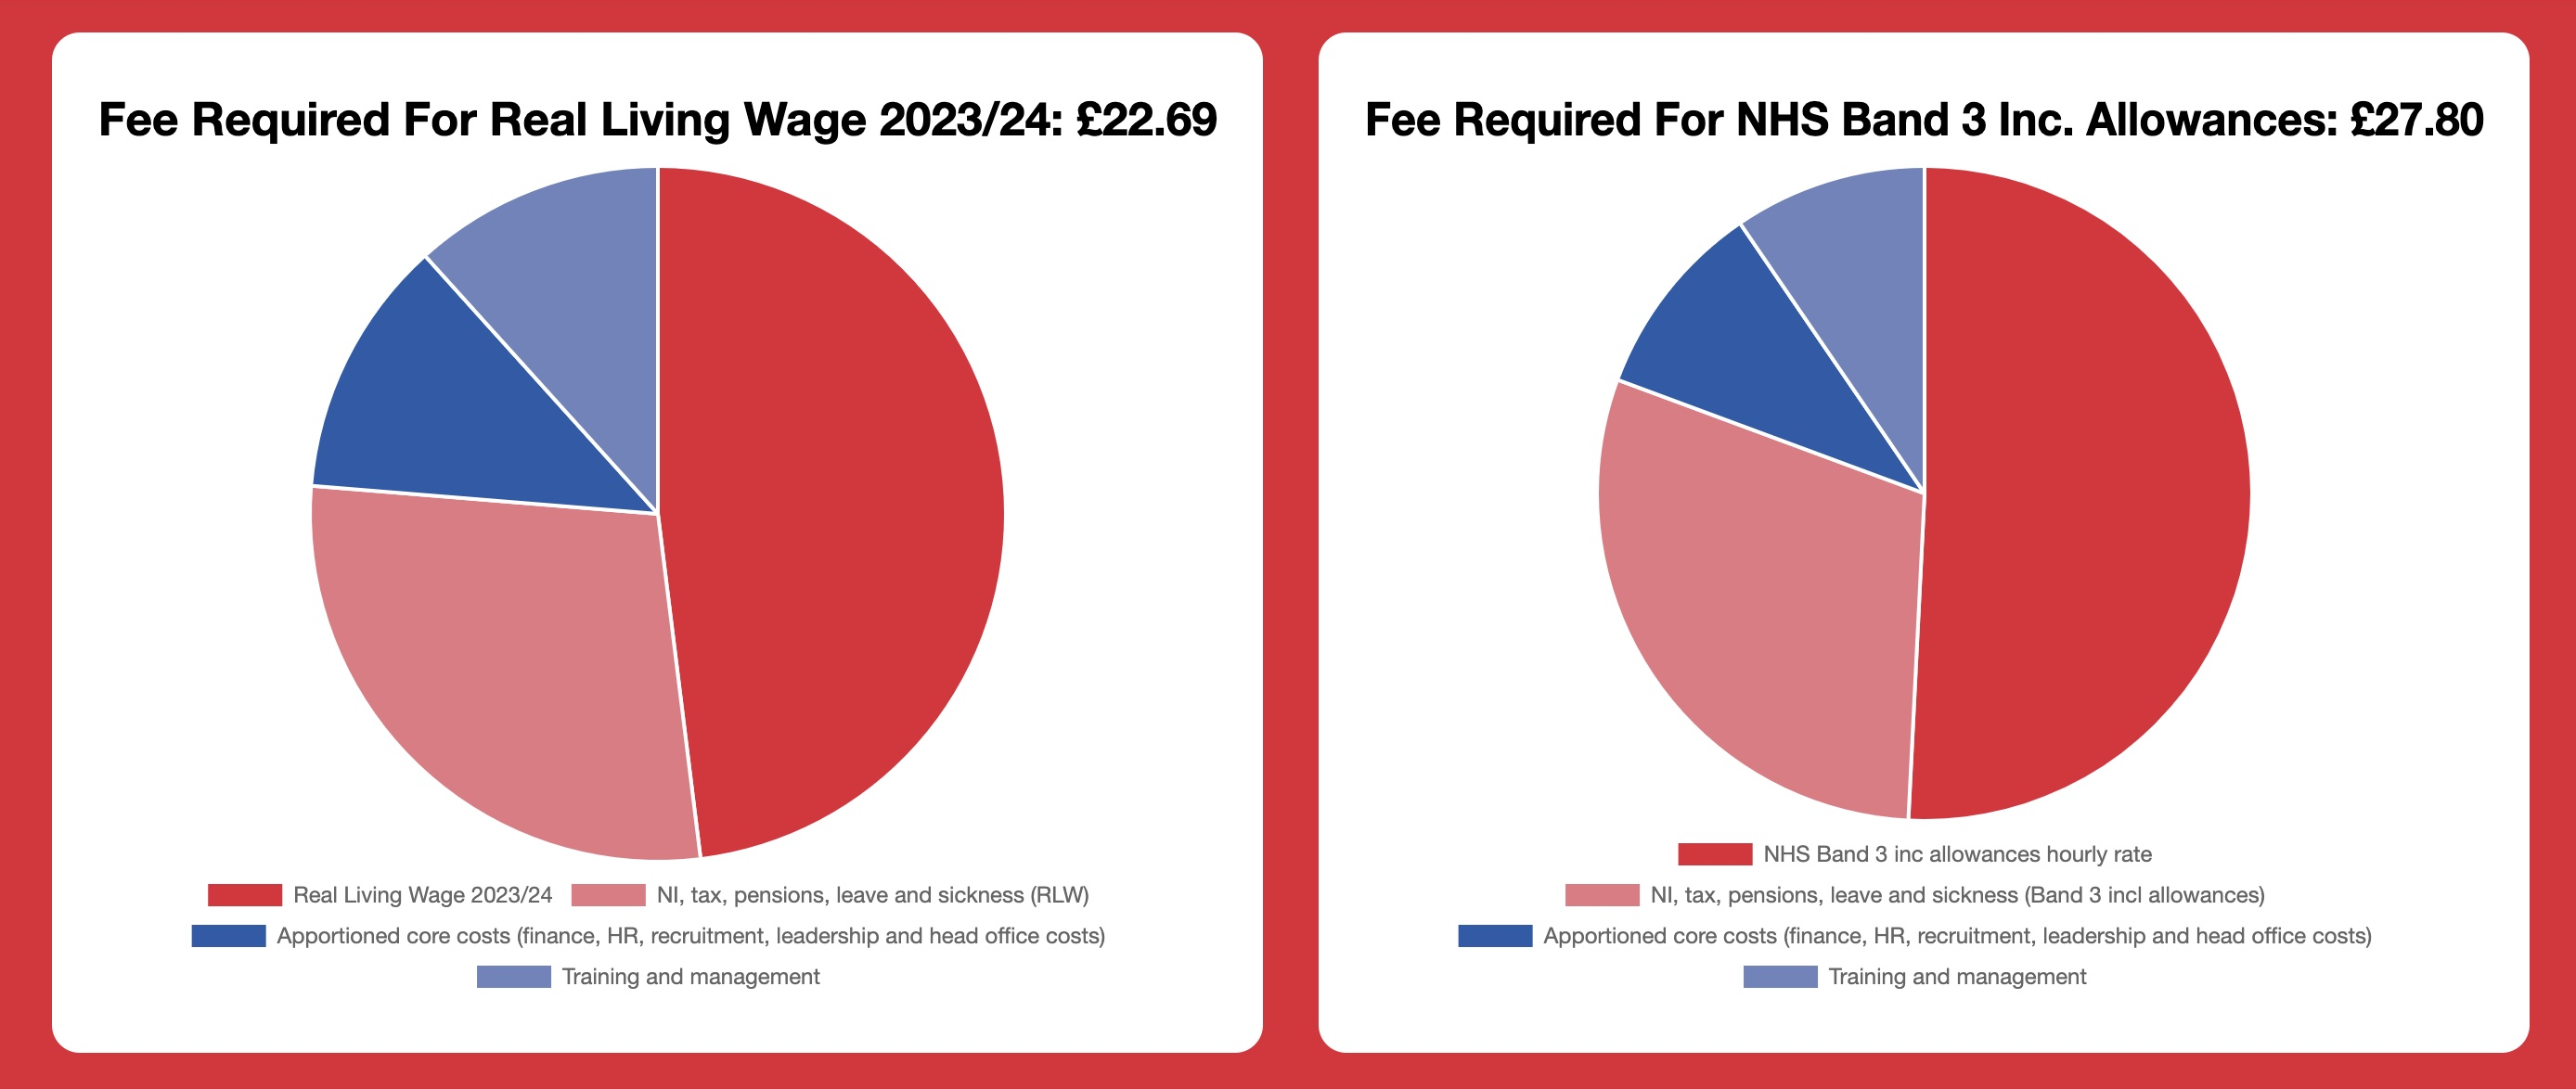 Fee Required For Real Living Wage 2023/24: £22.69
Real Living Wage 2023/24 NI, tax, pensions, leave and sickness (RLW)
Apportioned core costs (finance, HR, recruitment, leadership and head office costs)
Training and management
Fee Required For NHS Band 3 Inc. Allowances: £27.80
NHS Band 3 inc allowances hourly rate
NI, tax, pensions, leave and sickness (Band 3 incl allowances)
Apportioned core costs (finance, HR, recruitment, leadership and head office costs)
Training and management